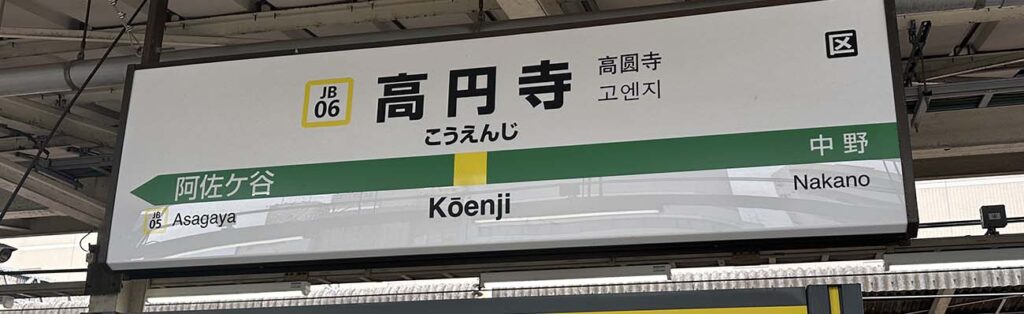 JB
06
高円寺
こうえんじ
高圓寺
고엔지
区
阿佐ケ谷
中野
JB
05
Asagaya
Kōenji
Nakano